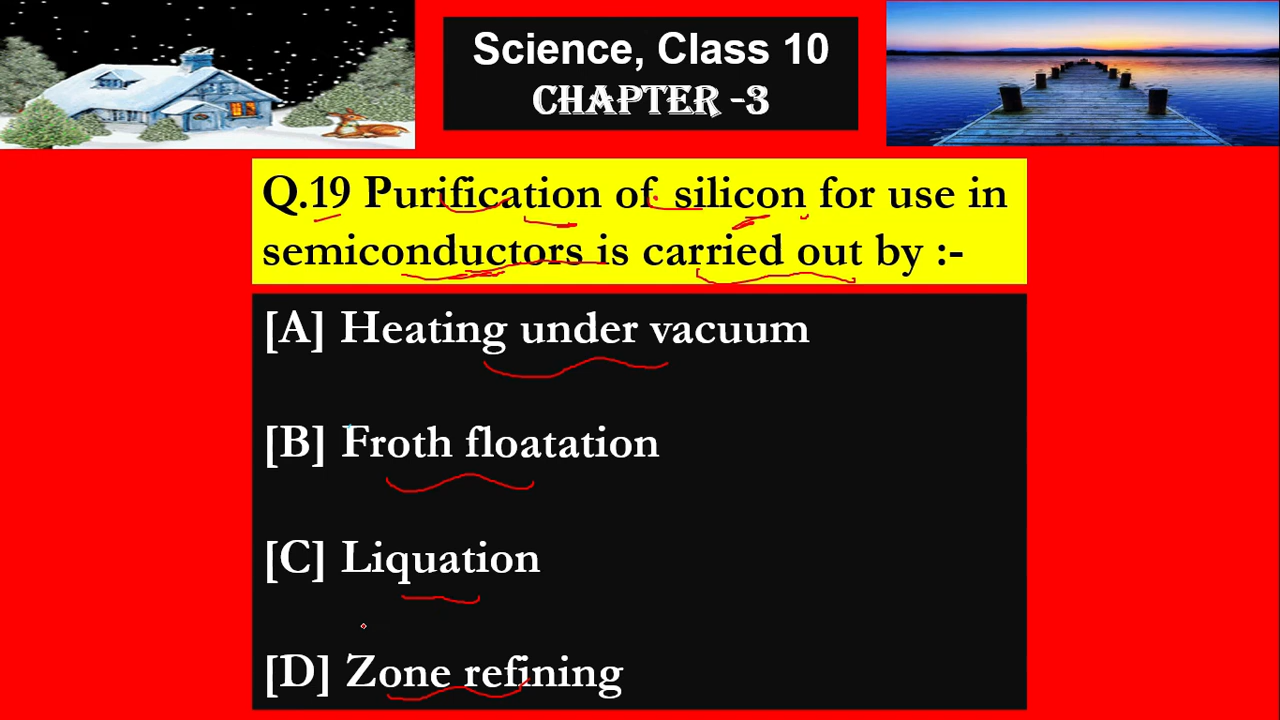 Science, Class 10
CHAPTER -3
Q.19 Purification of silicon for use in
semiconductors is carried out by :-
[A] Heating under vacuum
[B] Froth floatation
[C] Liquation
[D] Zone refining